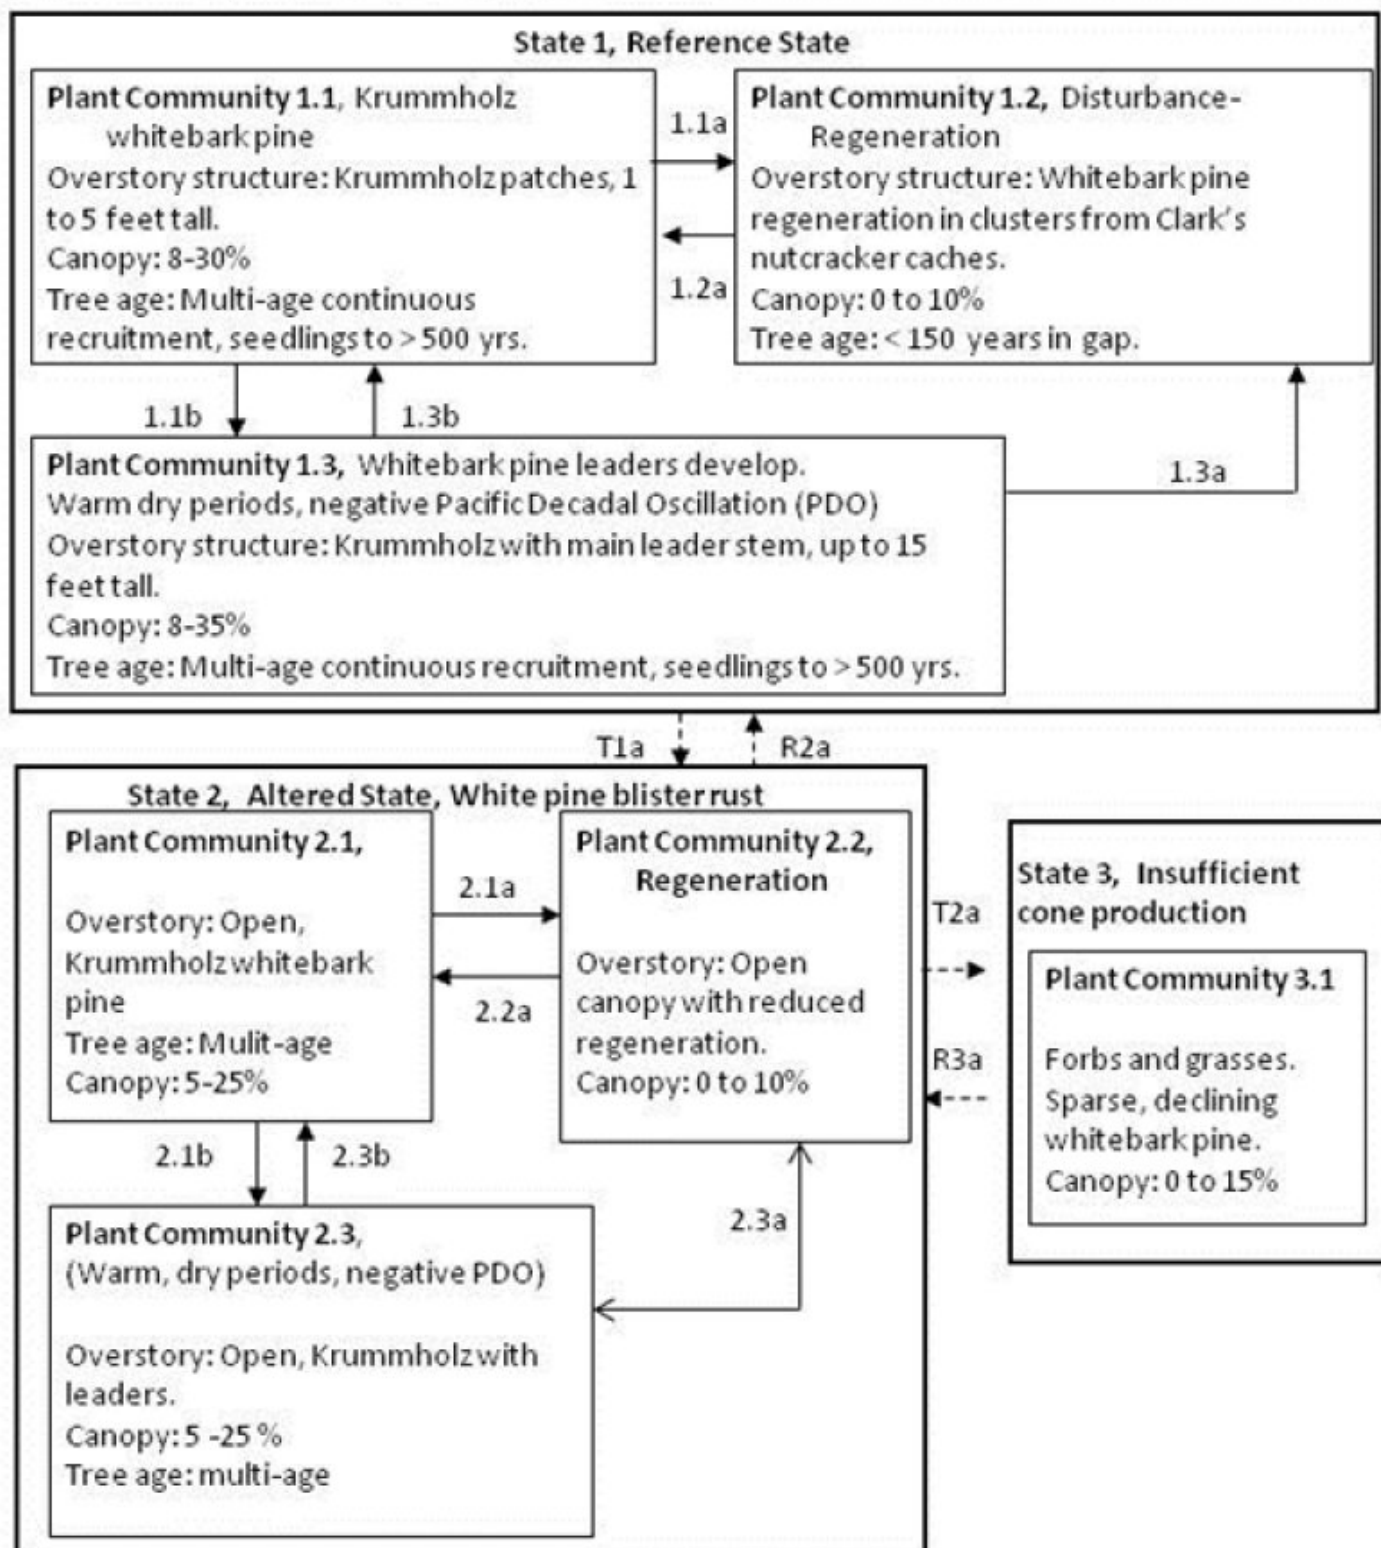 State 1, Reference State
Plant Community 1.1, Krummholz
whitebark pine
Overstory structure: Krummholz patches, 1
to 5 feet tall.
Canopy: 8-30%
Tree age: Multi-age continuous
recruitment, seedlings to > 500 yrs.
1.1a
1.2a
Plant Community 1.2, Disturbance-
Regeneration
Overstory structure: Whitebark pine
regeneration in clusters from Clark's
nutcracker caches.
Canopy: 0 to 10%
Tree age: < 150 years in gap.
1.1b
1.3b
1.3a
Plant Community 1.3, Whitebark pine leaders develop.
Warm dry periods, negative Pacific Decadal Oscillation (PDO)
Overstory structure: Krummholz with main leader stem, up to 15
feet tall.
Canopy: 8-35%
Tree age: Multi-age continuous recruitment, seedlings to > 500 yrs.
T1a
R2a
State 2, Altered State, White pine blister rust
Plant Community 2.1,
Overstory: Open,
Krummholz whitebark
pine
Tree age: Mulit-age
Canopy: 5-25%
2.1a
2.2a
Plant Community 2.2,
Regeneration
Overstory: Open
canopy with reduced
regeneration.
Canopy: 0 to 10%
2.1b
2.3b
2.3a
Plant Community 2.3,
(Warm, dry periods, negative PDO)
Overstory: Open, Krummholz with
leaders.
Canopy: 5 -25 %
Tree age: multi-age
T2a
R3a
State 3, Insufficient
cone production
Plant Community 3.1
Forbs and grasses.
Sparse, declining
whitebark pine.
Canopy: 0 to 15%